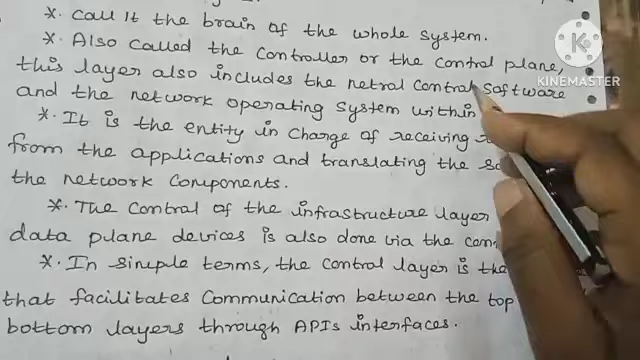 *. Call it the brain of the whole system.
*. Also called the controller or the control plane,
this layer also includes the netral control software
and the network operating system within
*. It is the entity in charge of receiving
from the applications and translating the
the network components.
*. The control of the infrastructure layer
data plane devices is also done via the
*. In simple terms, the control layer is the
that facilitates communication between the top
bottom layers through APIs interfaces.
KINEMASTER